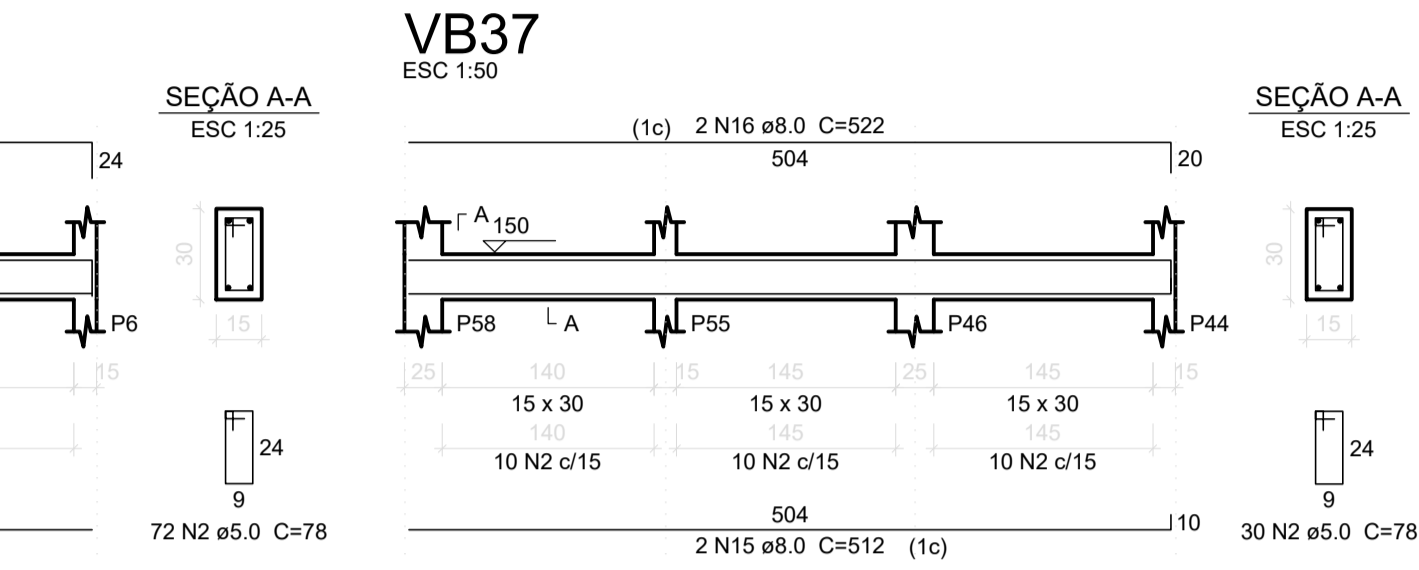 VB37
ESC 1:50
SEÇÃO A-A
ESC 1:25
24
30
15
P6
15
24
9
72 N2 ø5.0 C=78
(1c) 2 N16 ø8.0 C=522
504
20
A
150
A
P58
P55
P46
P44
25 140 15 145 25 145 15
15 x 30 15 x 30 15 x 30
140 145 145
10 N2 c/15 10 N2 c/15 10 N2 c/15
504
10
2 N15 ø8.0 C=512 (1c)
SEÇÃO A-A
ESC 1:25
30
15
24
9
30 N2 ø5.0 C=78